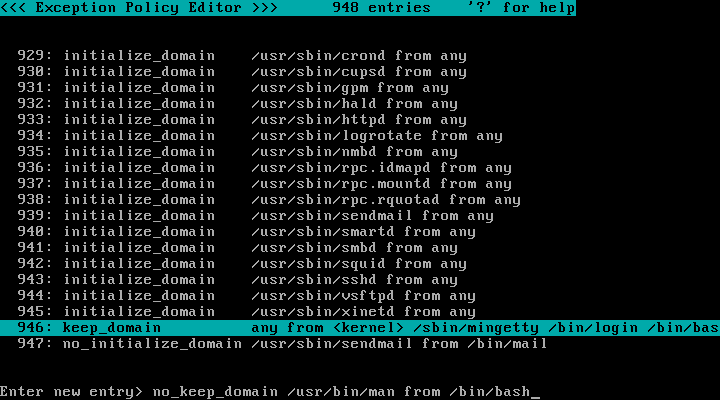 <<< Exception Policy Editor >>>      948 entries    '?' for help
929: initialize_domain    /usr/sbin/crond from any
930: initialize_domain    /usr/sbin/cupsd from any
931: initialize_domain    /usr/sbin/gpm from any
932: initialize_domain    /usr/sbin/hald from any
933: initialize_domain    /usr/sbin/httpd from any
934: initialize_domain    /usr/sbin/logrotate from any
935: initialize_domain    /usr/sbin/nmbd from any
936: initialize_domain    /usr/sbin/rpc.idmapd from any
937: initialize_domain    /usr/sbin/rpc.mountd from any
938: initialize_domain    /usr/sbin/rpc.rquotad from any
939: initialize_domain    /usr/sbin/sendmail from any
940: initialize_domain    /usr/sbin/smartd from any
941: initialize_domain    /usr/sbin/smbd from any
942: initialize_domain    /usr/sbin/squid from any
943: initialize_domain    /usr/sbin/sshd from any
944: initialize_domain    /usr/sbin/vsftpd from any
945: initialize_domain    /usr/sbin/xinetd from any
946: keep_domain          any from <kernel> /sbin/mingetty /bin/login /bin/bas
947: no_initialize_domain /usr/sbin/sendmail from /bin/mail
Enter new entry> no_keep_domain /usr/bin/man from /bin/bash_